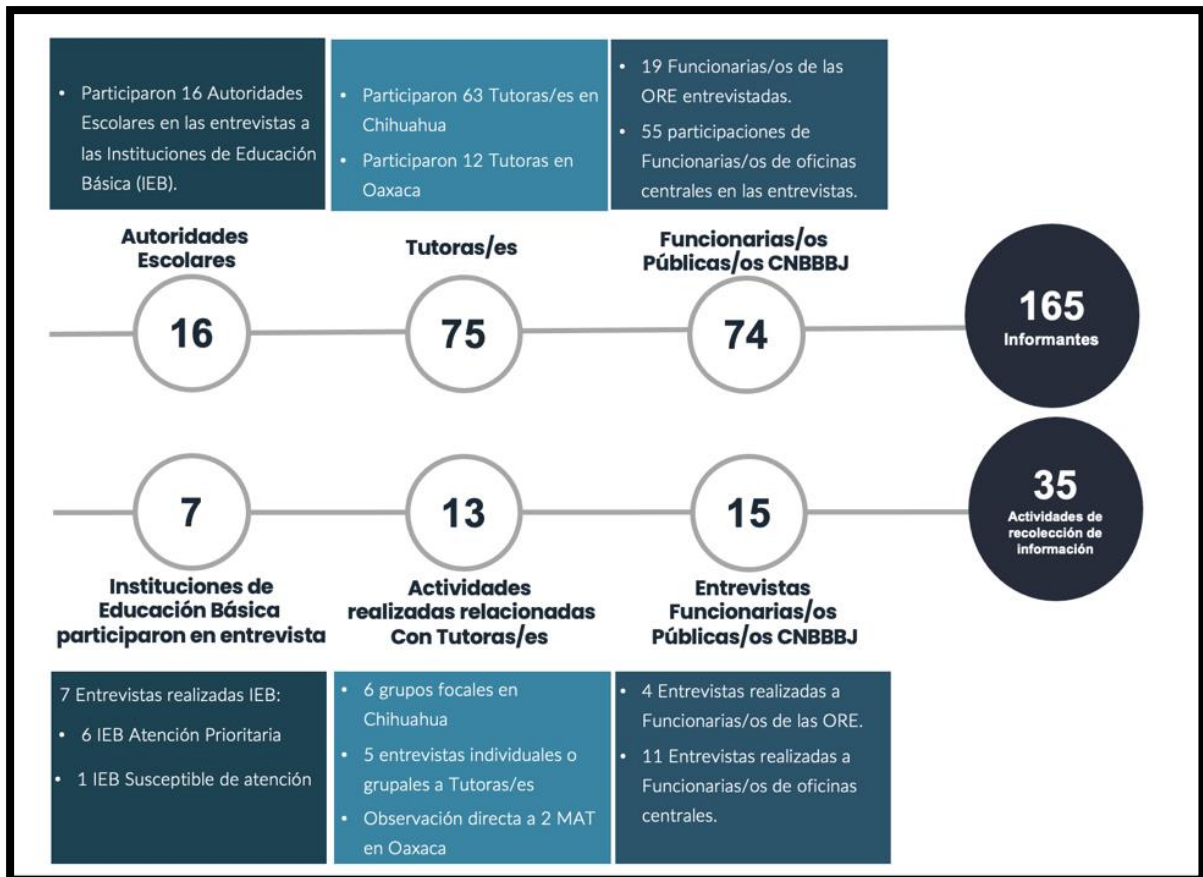 • Participaron 16 Autoridades
Escolares en las entrevistas a
las Instituciones de Educación
Básica (IEB).
• Participaron 63 Tutoras/es en
Chihuahua
• Participaron 12 Tutoras en
Oaxaca
• 19 Funcionarias/os de las
ORE entrevistadas.
• 55 participaciones de
Funcionarias/os de oficinas
centrales en las entrevistas.
Autoridades
Escolares
Tutoras/es
Funcionarias/os
Públicas/os CNBBBJ
16
75
74
165
Informantes
7
13
15
35
Actividades de
recolección de
información
Instituciones de
Educación Básica
participaron en entrevista
Actividades
realizadas relacionadas
Con Tutoras/es
Entrevistas
Funcionarias/os
Públicas/os CNBBBJ
7 Entrevistas realizadas IEB:
• 6 IEB Atención Prioritaria
• 1 IEB Susceptible de atención
• 6 grupos focales en
Chihuahua
• 5 entrevistas individuales o
grupales a Tutoras/es
• Observación directa a 2 MAT
en Oaxaca
• 4 Entrevistas realizadas a
Funcionarias/os de las ORE.
• 11 Entrevistas realizadas a
Funcionarias/os de oficinas
centrales.